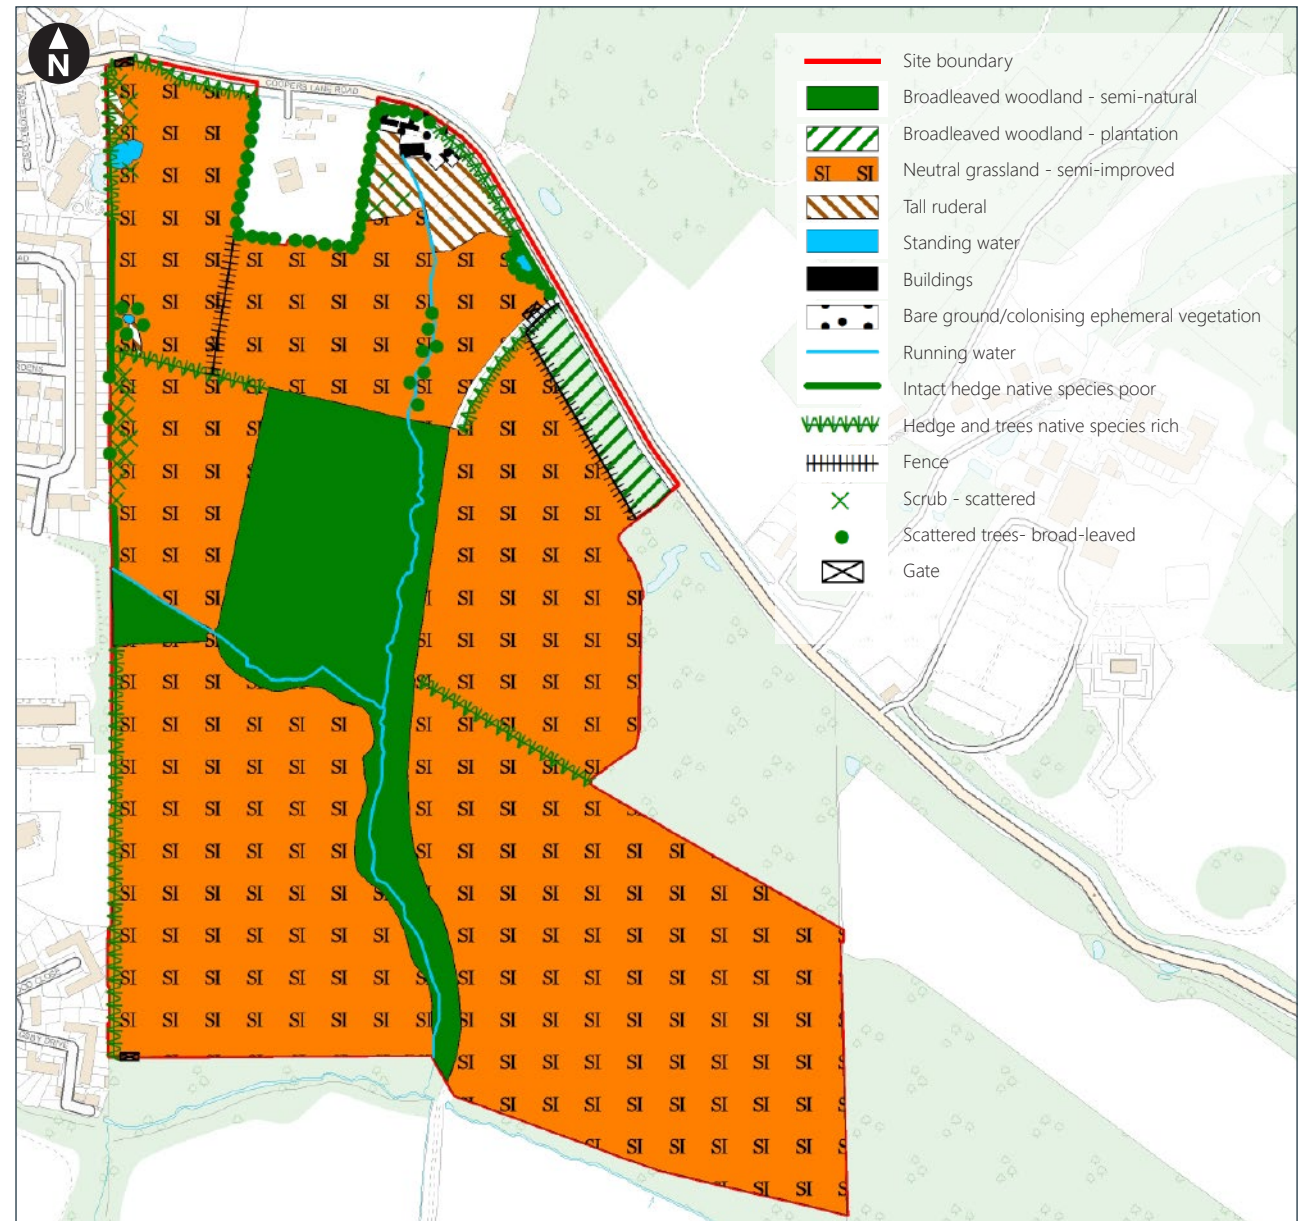 N
COOPERS LANE ROAD
Site boundary
Broadleaved woodland - semi-natural
Broadleaved woodland - plantation
SI SI Neutral grassland - semi-improved
Tall ruderal
Standing water
Buildings
Bare ground/colonising ephemeral vegetation
Running water
Intact hedge native species poor
Hedge and trees native species rich
Fence
Scrub - scattered
Scattered trees- broad-leaved
Gate